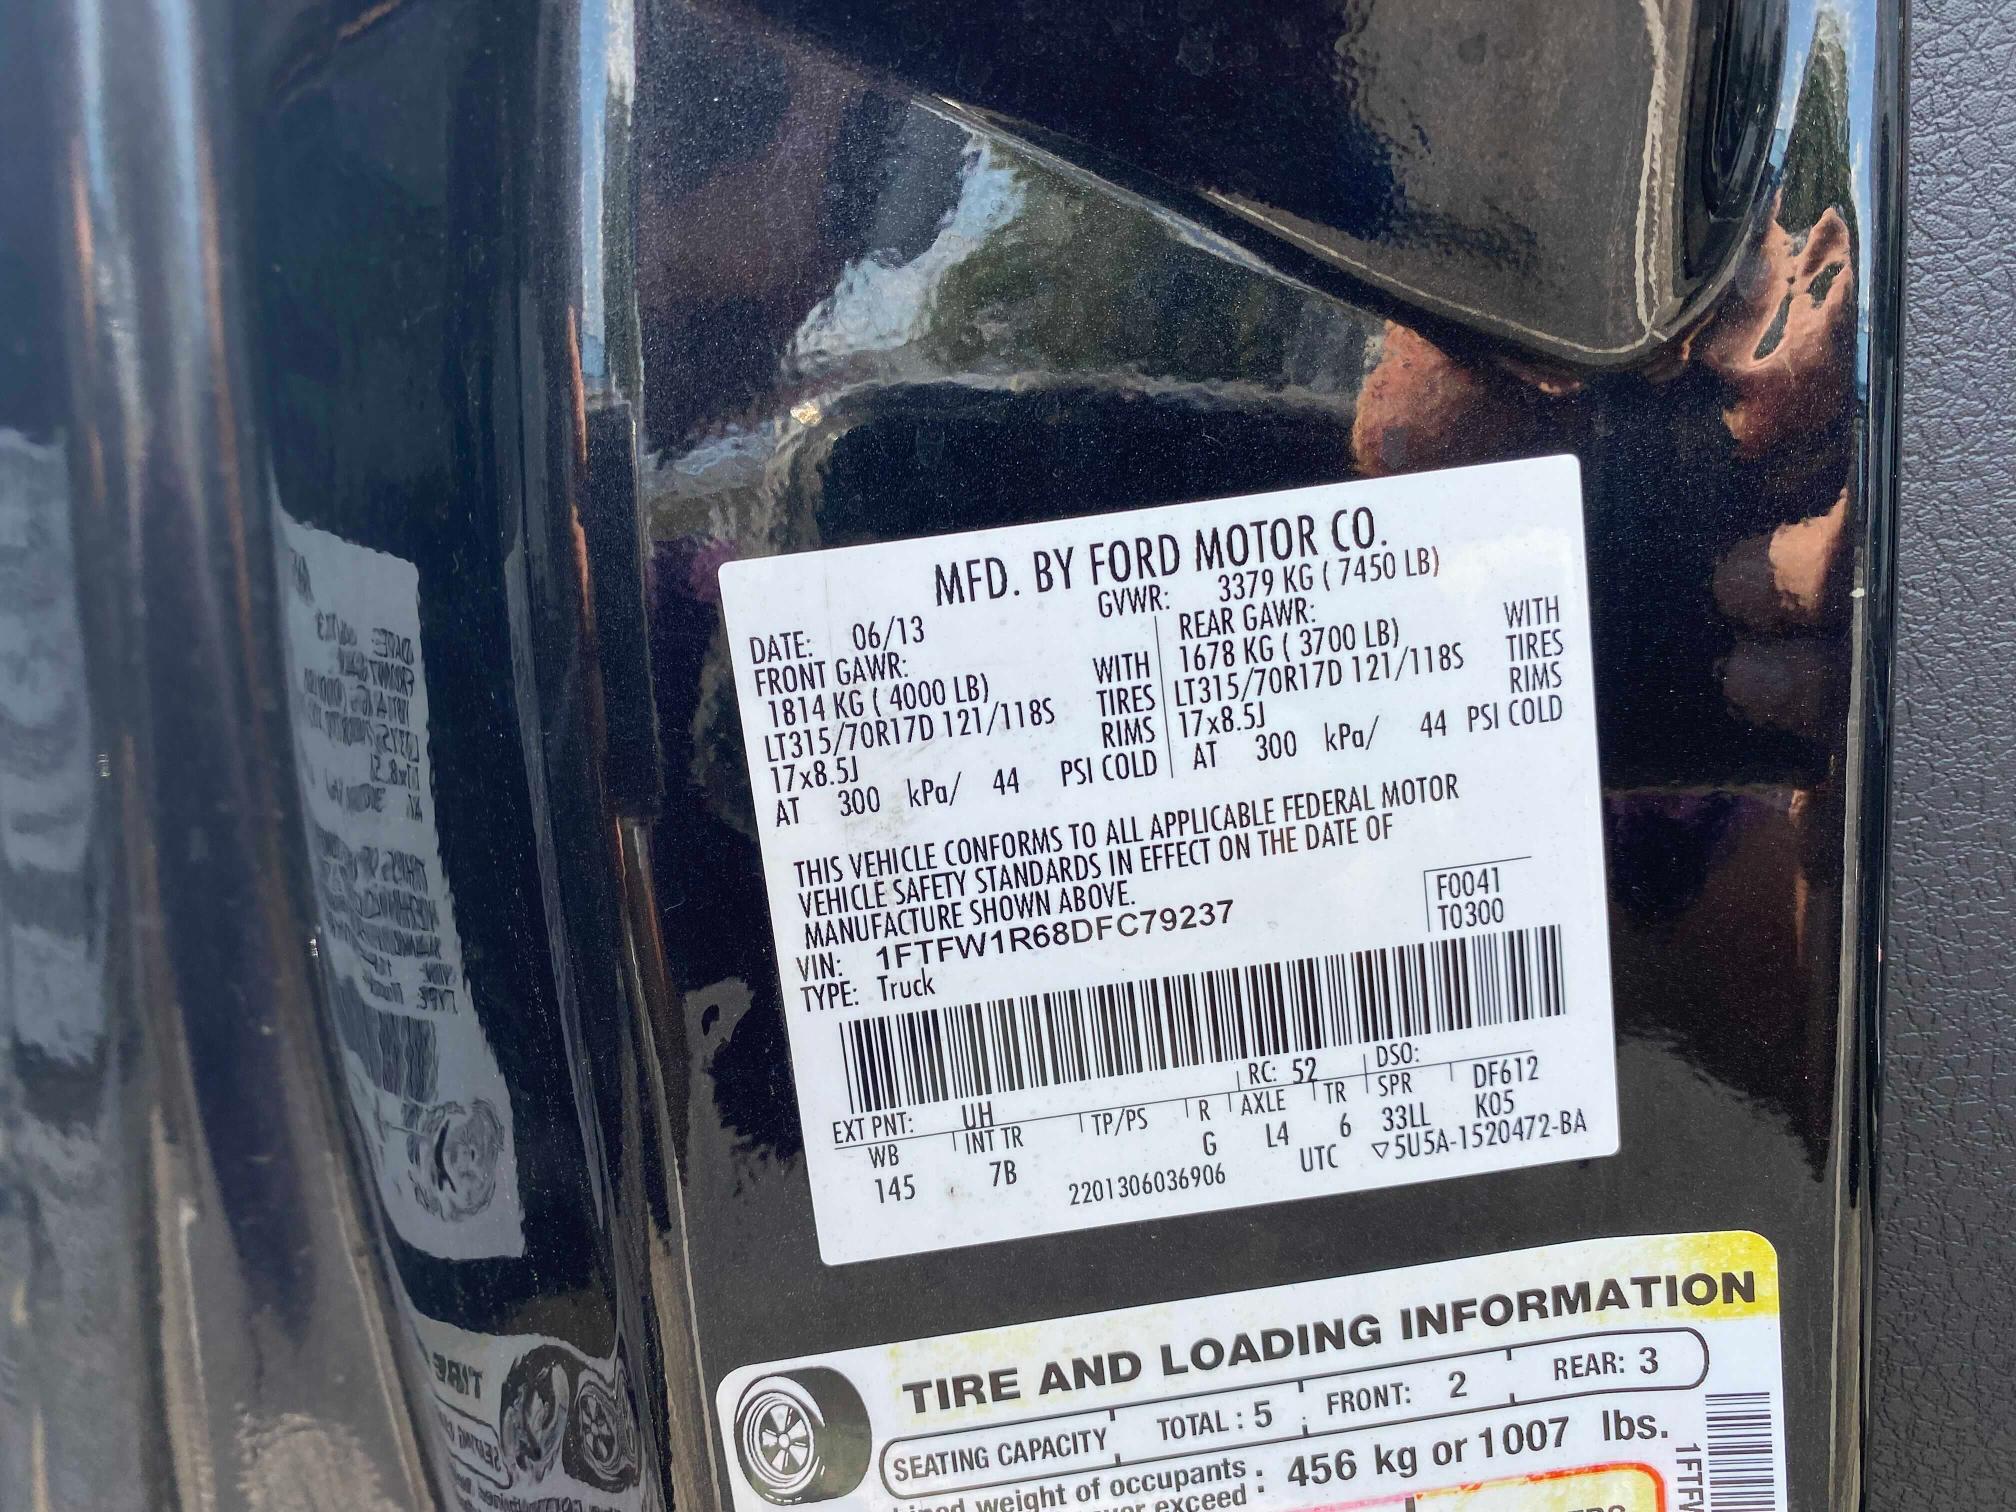 MFD. BY FORD MOTOR CO.
DATE: 06/13 GVWR: 3379 KG ( 7450 LB)
FRONT GAWR: REAR GAWR:
1814 KG ( 4000 LB) WITH 1678 KG ( 3700 LB) WITH
LT315/70R17D 121/118S TIRES LT315/70R17D 121/118S TIRES
17x8.5J RIMS 17x8.5J RIMS
AT 300 kPa/ 44 PSI COLD AT 300 kPa/ 44 PSI COLD
THIS VEHICLE CONFORMS TO ALL APPLICABLE FEDERAL MOTOR
VEHICLE SAFETY STANDARDS IN EFFECT ON THE DATE OF
MANUFACTURE SHOWN ABOVE.
F0041
VIN: 1FTFW1R68DFC79237 T0300
TYPE: Truck
EXT PNT: UH RC: 52 DSO:
WB INT TR TP/PS R AXLE TR SPR DF612
145 7B G L4 6 33LL K05
2201306036906 UTC ▽5U5A-1520472-BA
TIRE AND LOADING INFORMATION
SEATING CAPACITY TOTAL : 5 FRONT: 2 REAR: 3
weight of occupants : 456 kg or 1007 lbs.
exceed :